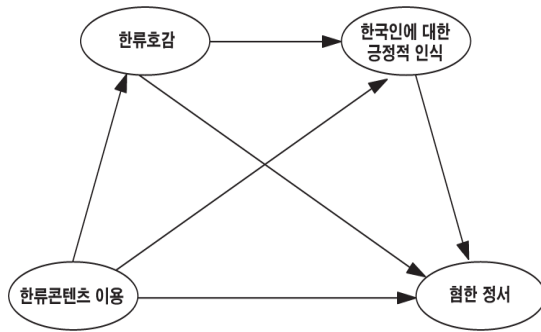 한류호감
한국인에 대한
긍정적 인식
한류콘텐츠 이용
혐한 정서